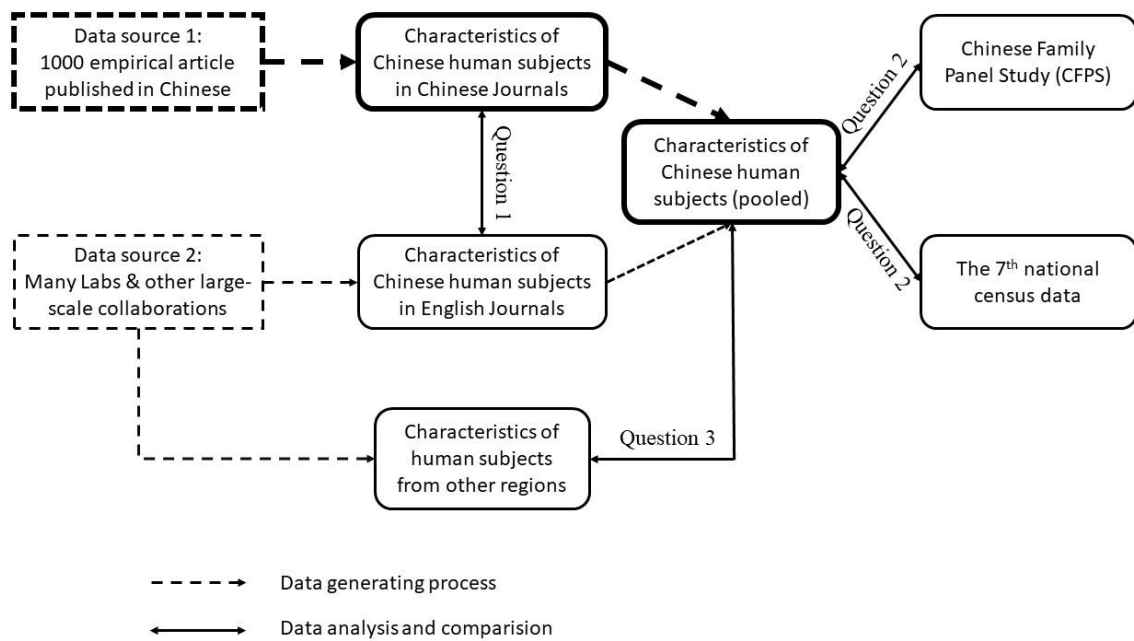 Data source 1:
1000 empirical article
published in Chinese
Characteristics of
Chinese human subjects
in Chinese Journals
Question 1
Data source 2:
Many Labs & other large-
scale collaborations
Characteristics of
Chinese human subjects
in English Journals
Characteristics of
Chinese human
subjects (pooled)
Question 2
Chinese Family
Panel Study (CFPS)
Question 2
The 7th national
census data
Characteristics of
human subjects
from other regions
Question 3
Data generating process
Data analysis and comparision